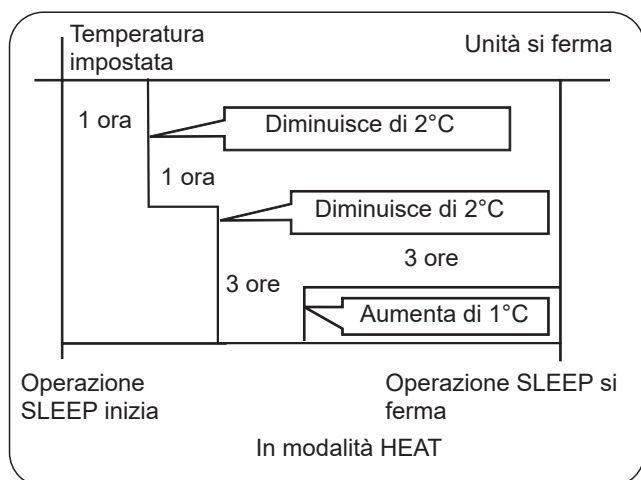 Temperatura
impostata
Unità si ferma
1 ora
Diminuisce di 2°C
1 ora
Diminuisce di 2°C
3 ore
3 ore
Aumenta di 1°C
Operazione
SLEEP inizia
Operazione SLEEP si
ferma
In modalità HEAT